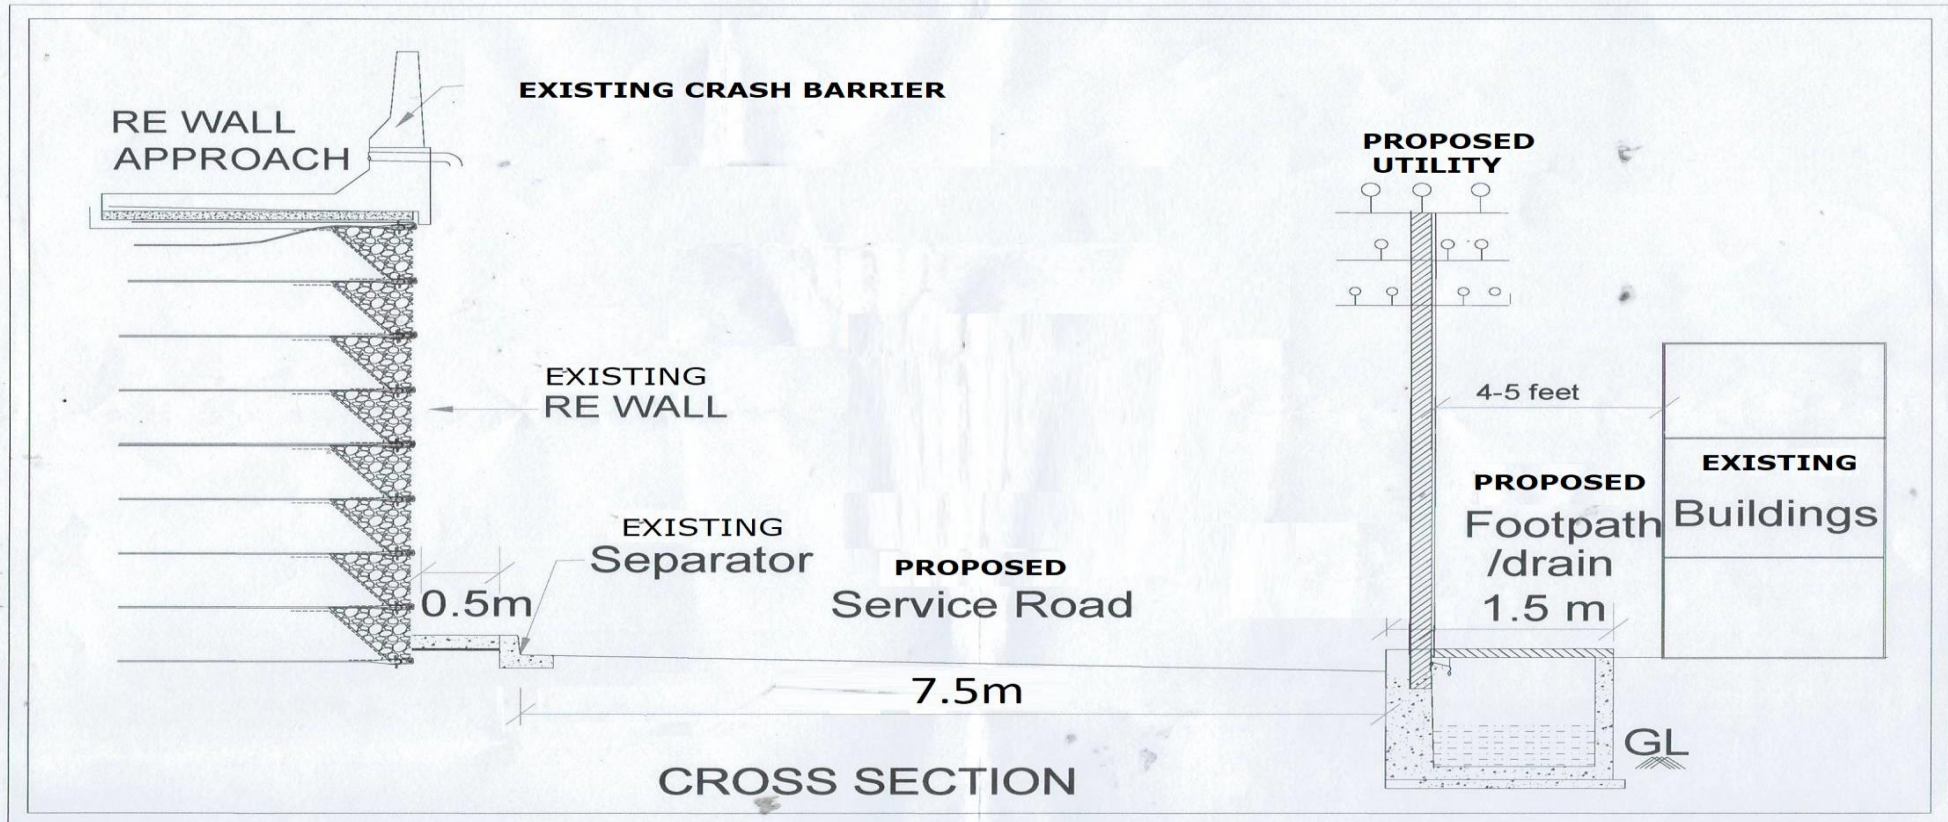 EXISTING CRASH BARRIER
RE WALL
APPROACH
PROPOSED
UTILITY
EXISTING
RE WALL
4-5 feet
EXISTING
Buildings
PROPOSED
Footpath
/drain
1.5 m
EXISTING
Separator
PROPOSED
Service Road
0.5m
7.5m
GL
CROSS SECTION